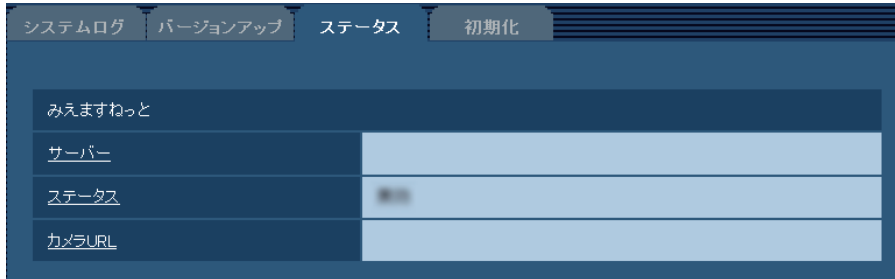 システムログ
バージョンアップ
ステータス
初期化
みえますねっと
サーバー
ステータス
カメラURL